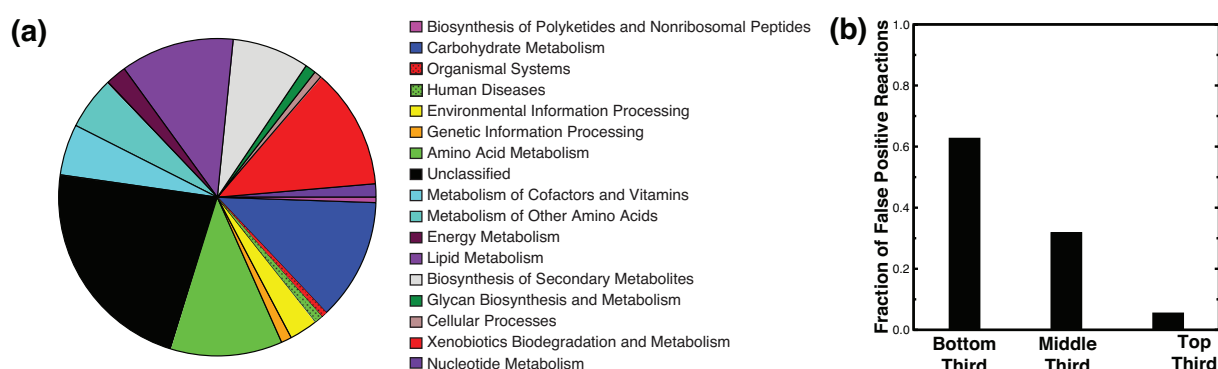 (a)
Biosynthesis of Polyketides and Nonribosomal Peptides
Carbohydrate Metabolism
Organismal Systems
Human Diseases
Environmental Information Processing
Genetic Information Processing
Amino Acid Metabolism
Unclassified
Metabolism of Cofactors and Vitamins
Metabolism of Other Amino Acids
Energy Metabolism
Lipid Metabolism
Biosynthesis of Secondary Metabolites
Glycan Biosynthesis and Metabolism
Cellular Processes
Xenobiotics Biodegradation and Metabolism
Nucleotide Metabolism
(b)
Fraction of False Positive Reactions
1.0
0.8
0.6
0.4
0.2
0.0
Bottom
Third
Middle
Third
Top
Third